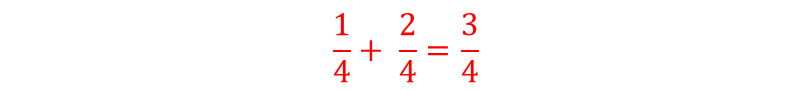 1/4 + 2/4 = 3/4